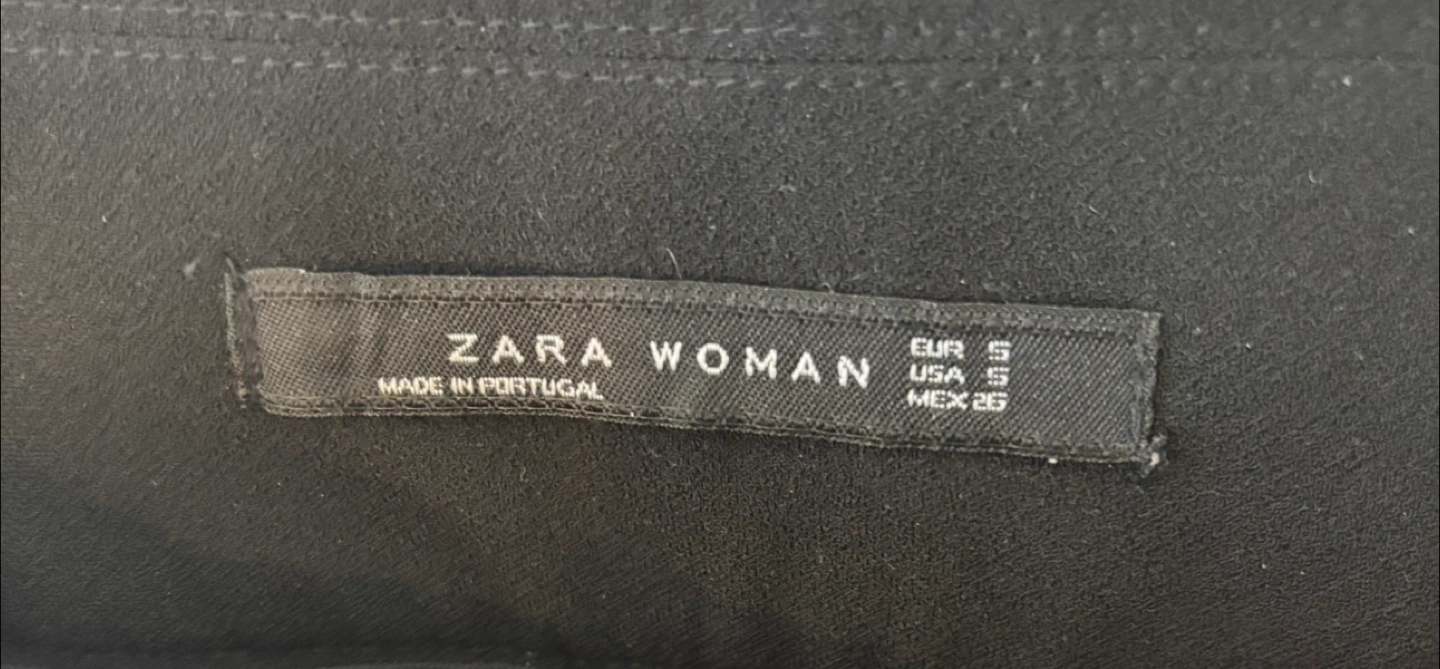 ZARA WOMAN
MADE IN PORTUGAL
EUR S
USA S
MEX 26